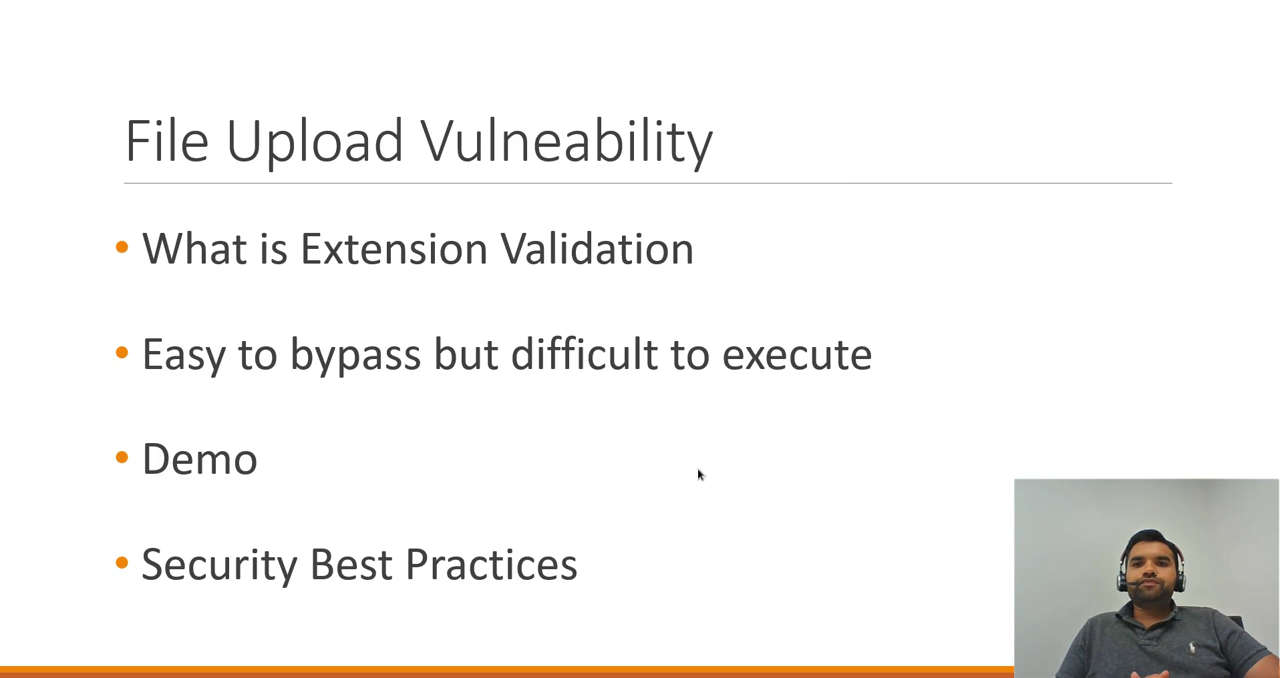 File Upload Vulneability
• What is Extension Validation
• Easy to bypass but difficult to execute
• Demo
• Security Best Practices